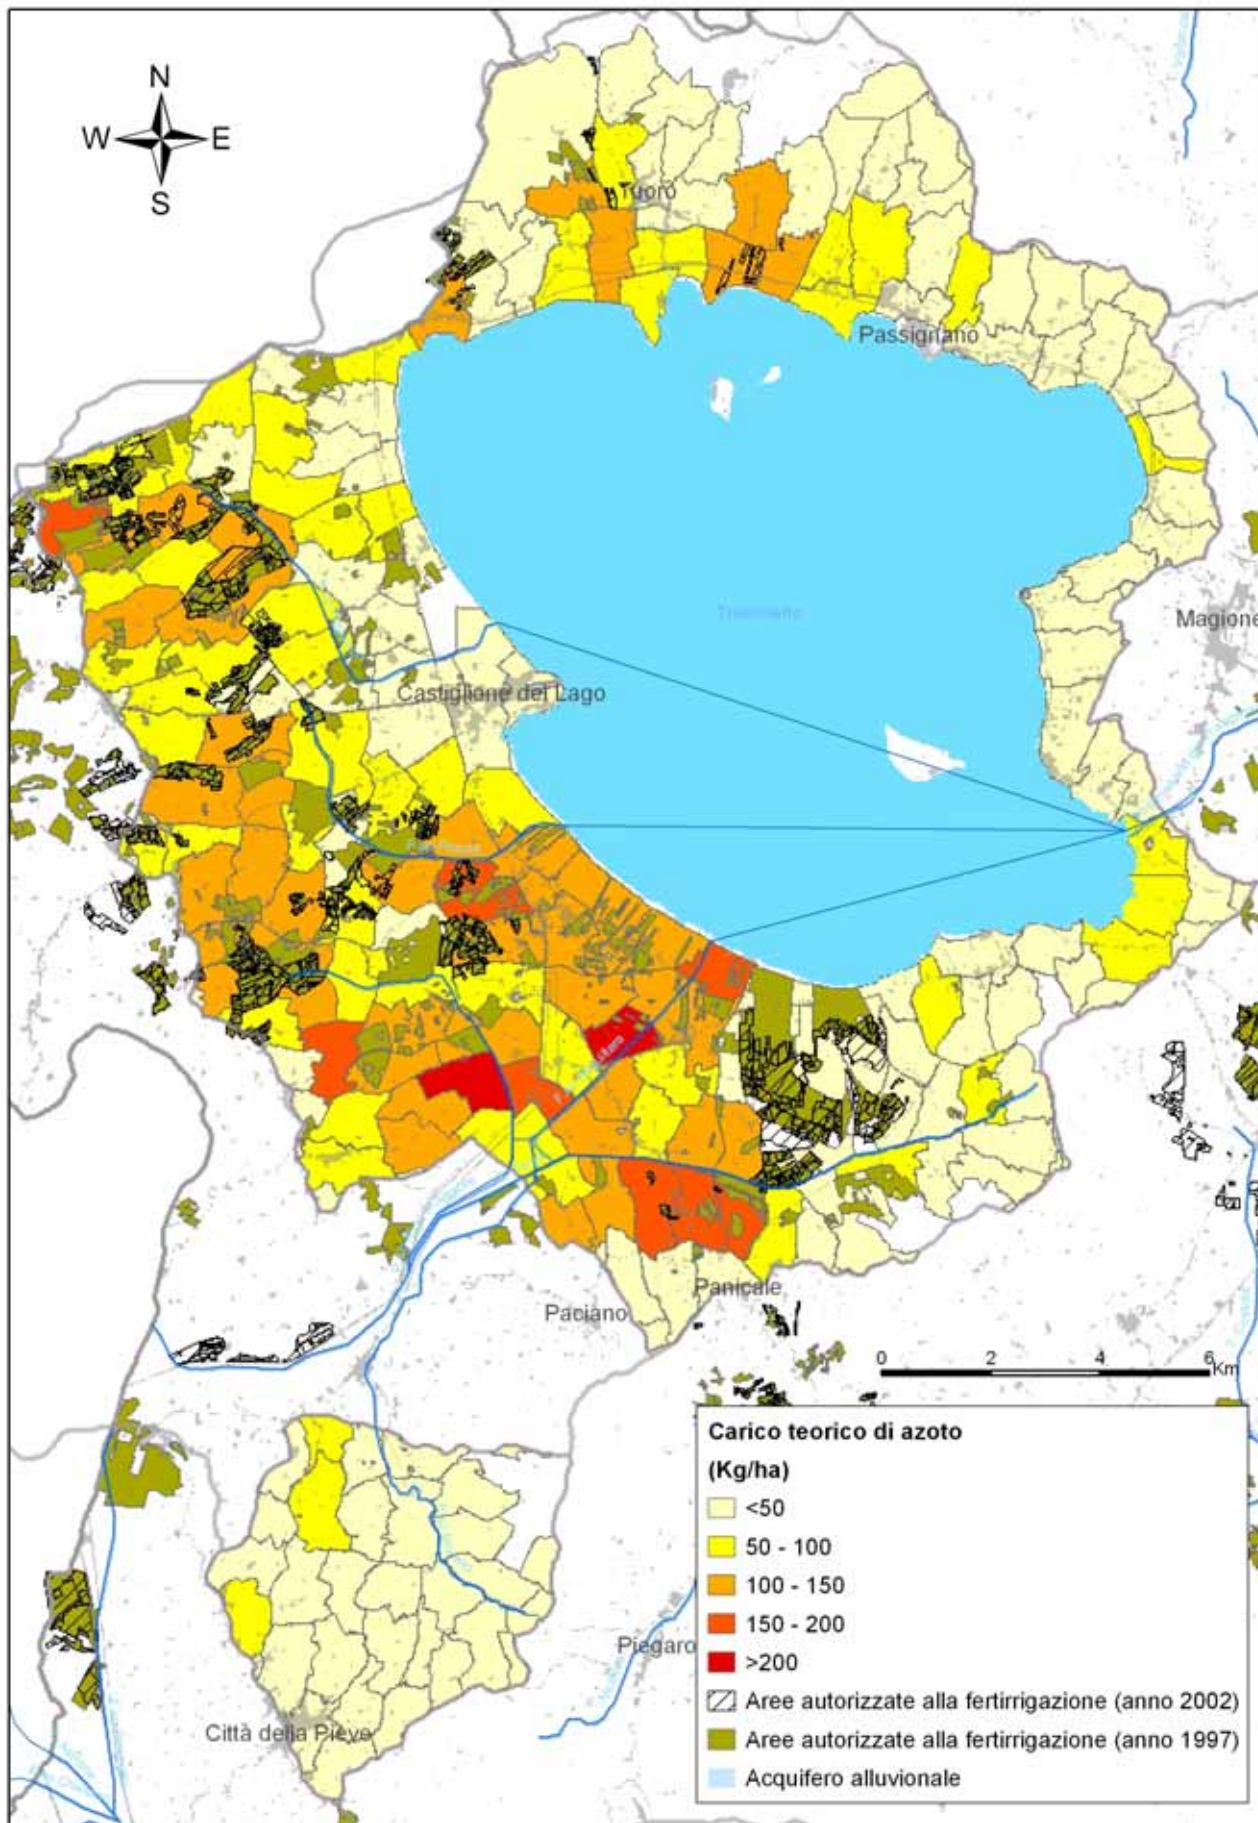 N
W E
S
Tuoro
Passignano
Trasimeno
Magione
Castiglione del Lago
Panicale
Paciano
0 2 4 6
Km
Carico teorico di azoto
(Kg/ha)
<50
50 - 100
100 - 150
150 - 200
>200
Aree autorizzate alla fertirrigazione (anno 2002)
Aree autorizzate alla fertirrigazione (anno 1997)
Acquifero alluvionale
Piegaro
Città della Pieve